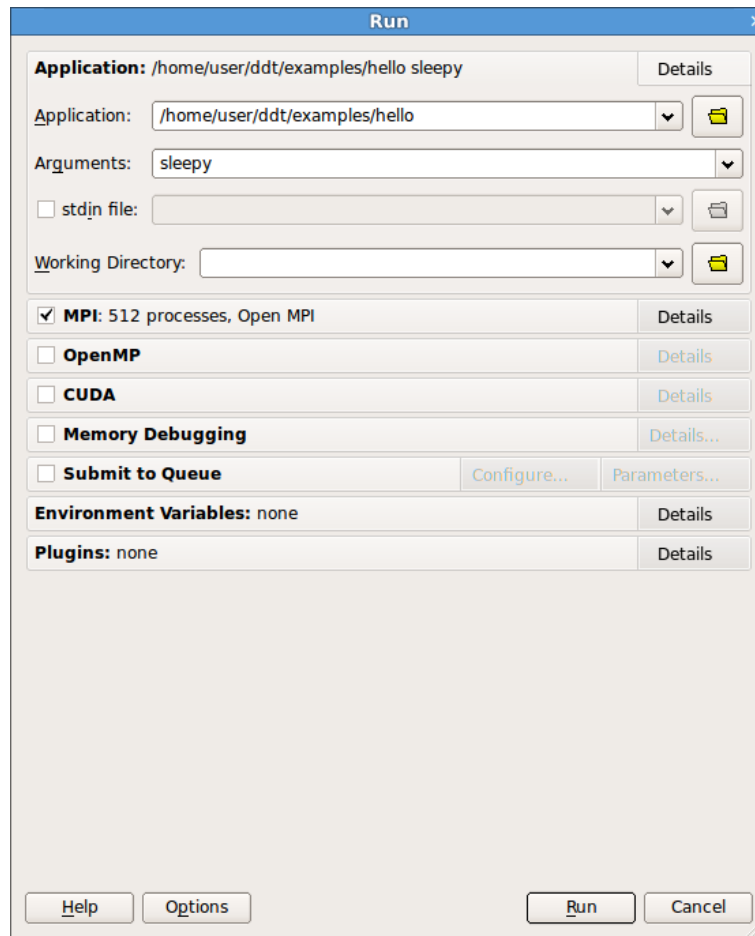 Run
Application: /home/user/ddt/examples/hello sleepy Details
Application: /home/user/ddt/examples/hello
Arguments: sleepy
stdin file:
Working Directory:
MPI: 512 processes, Open MPI Details
OpenMP Details
CUDA Details
Memory Debugging Details...
Submit to Queue Configure... Parameters...
Environment Variables: none Details
Plugins: none Details
Help Options Run Cancel